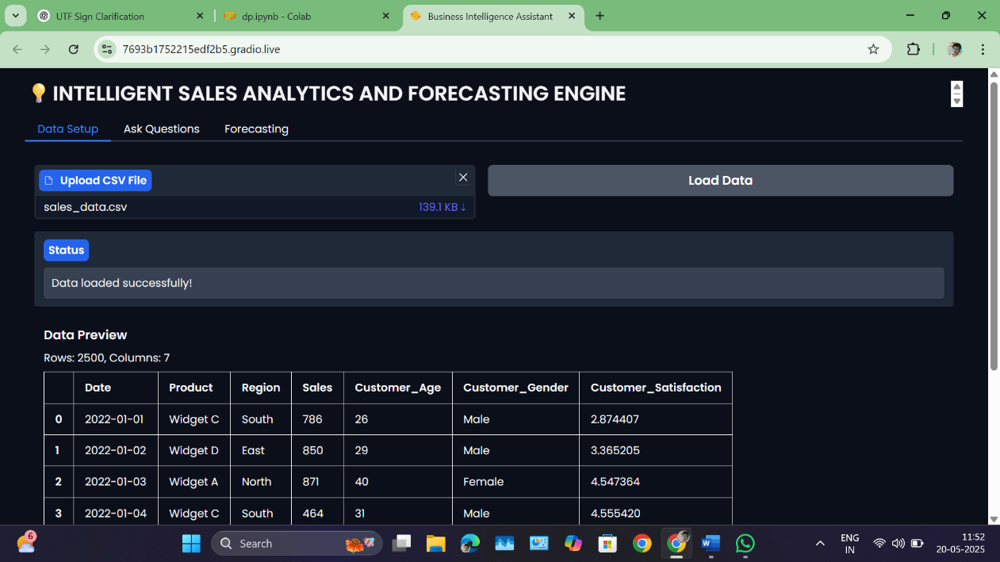 UTF Sign Clarification
dp.ipynb - Colab
Business Intelligence Assistant
7693b1752215edf2b5.gradio.live
INTELLIGENT SALES ANALYTICS AND FORECASTING ENGINE
Data Setup Ask Questions Forecasting
Upload CSV File
Load Data
sales_data.csv 139.1 KB ↓
Status
Data loaded successfully!
Data Preview
Rows: 2500, Columns: 7
Date Product Region Sales Customer_Age Customer_Gender Customer_Satisfaction
0 2022-01-01 Widget C South 786 26 Male 2.874407
1 2022-01-02 Widget D East 850 29 Male 3.365205
2 2022-01-03 Widget A North 871 40 Female 4.547364
3 2022-01-04 Widget C South 464 31 Male 4.555420
6
Search
W
ENG
IN
11:52
20-05-2025